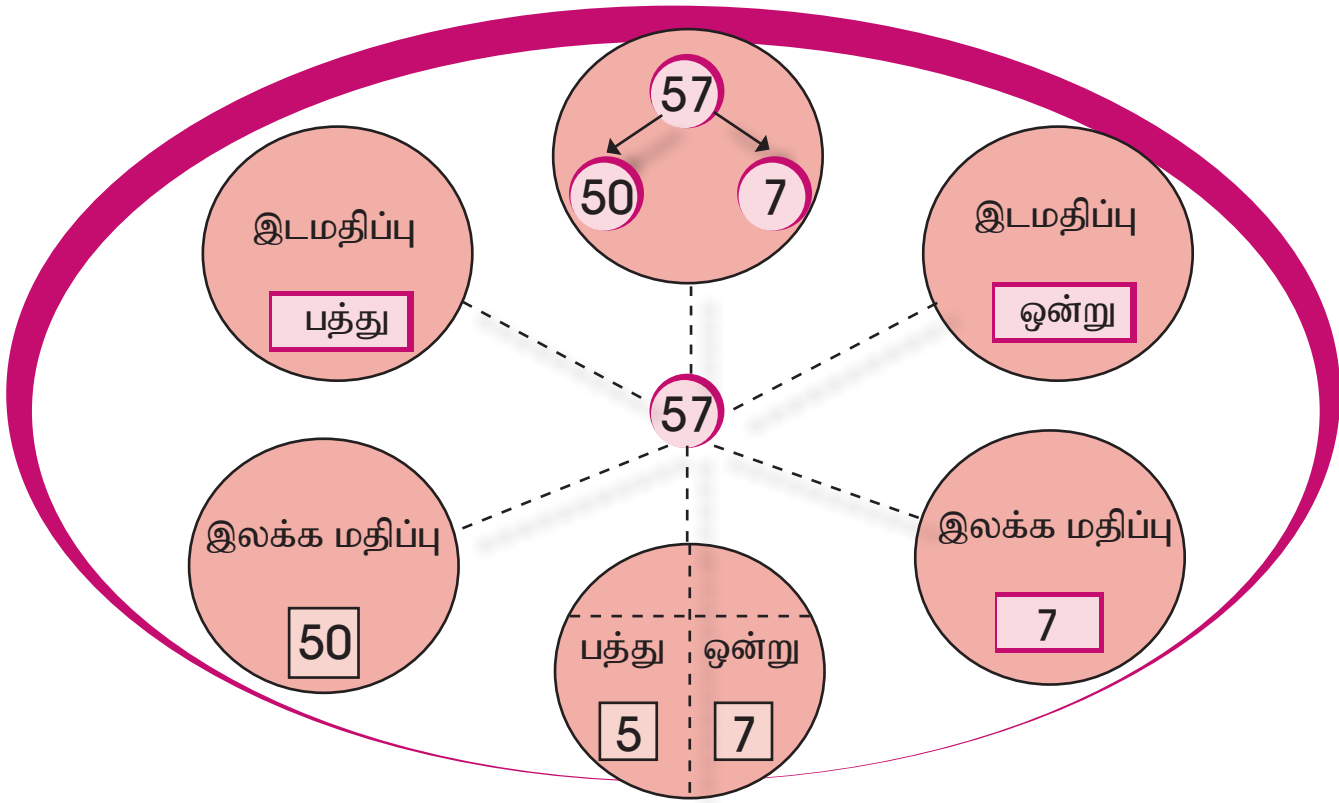 57
50 7
இடமதிப்பு
பத்து
இடமதிப்பு
ஒன்று
57
இலக்க மதிப்பு
50
இலக்க மதிப்பு
7
பத்து ஒன்று
5 7